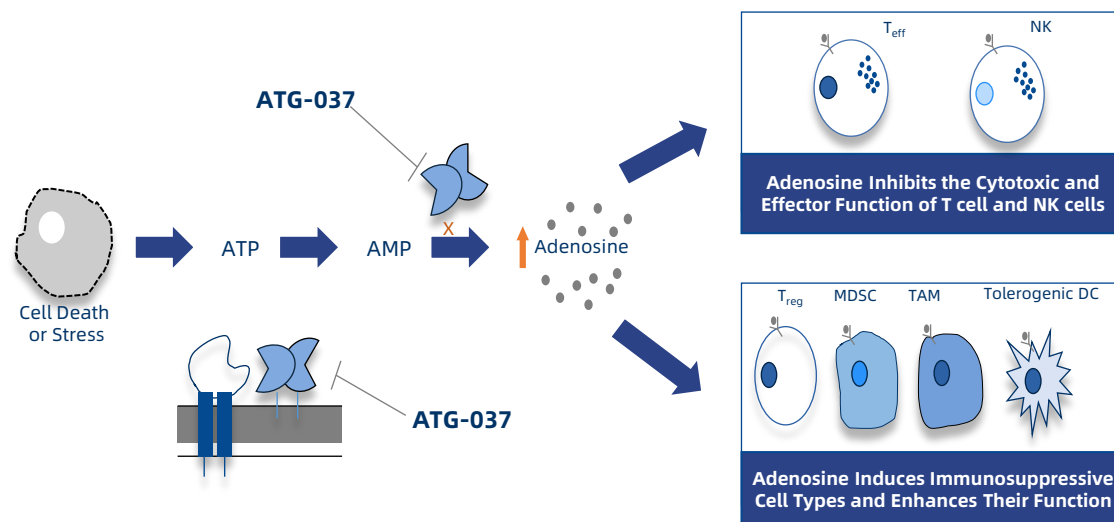 ATG-037
Cell Death
or Stress
ATP
AMP
X
Adenosine
ATG-037
Teff
NK
Adenosine Inhibits the Cytotoxic and
Effector Function of T cell and NK cells
Treg
MDSC
TAM
Tolerogenic DC
Adenosine Induces Immunosuppressive
Cell Types and Enhances Their Function